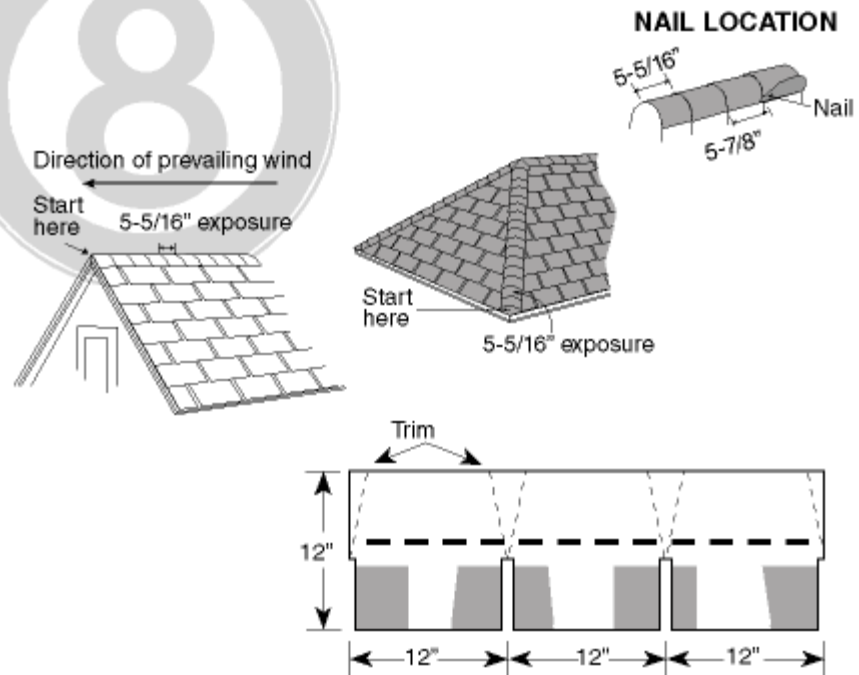 8
NAIL LOCATION
5-5/16"
Nail
5-7/8"
Direction of prevailing wind
Start
here
5-5/16" exposure
Start
here
5-5/16" exposure
Trim
12"
12"
12"
12"